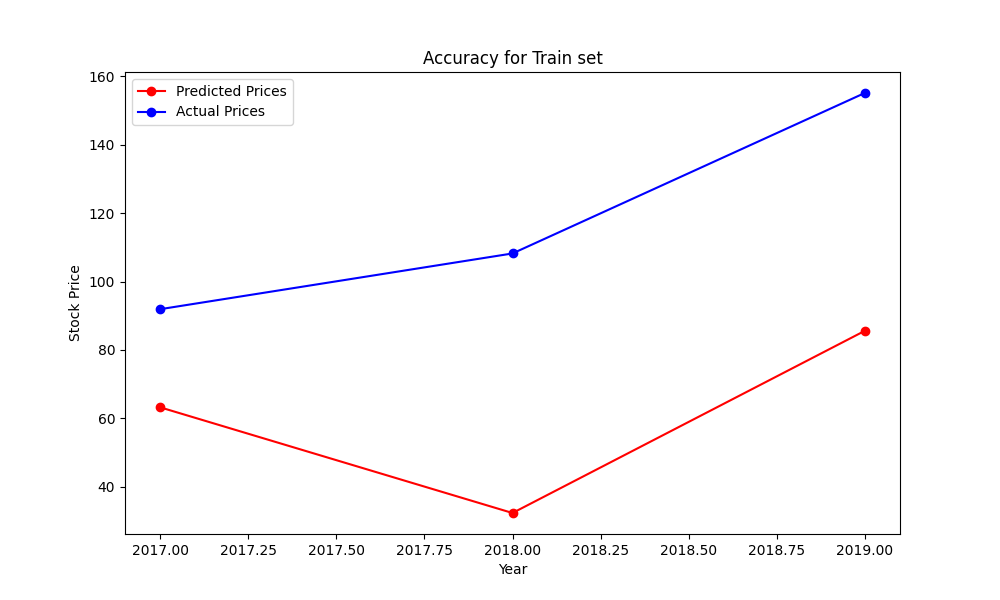 Accuracy for Train set
Predicted Prices
Actual Prices
160
140
120
100
80
60
40
Stock Price
2017.00 2017.25 2017.50 2017.75 2018.00 2018.25 2018.50 2018.75 2019.00
Year